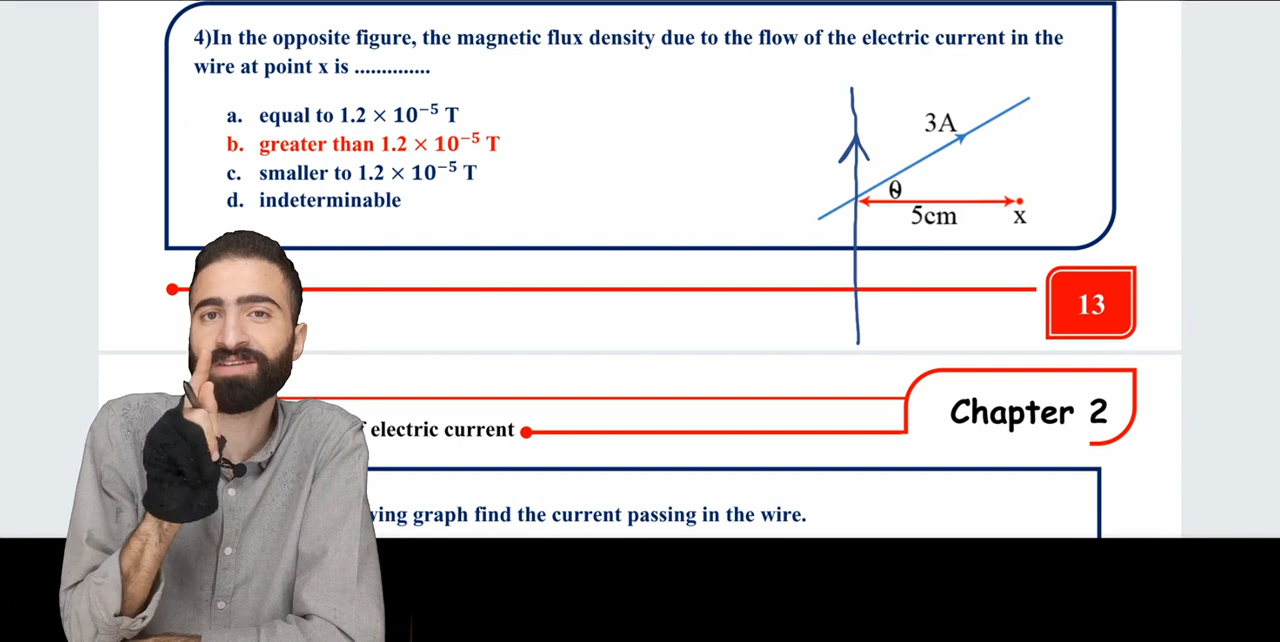 4)In the opposite figure, the magnetic flux density due to the flow of the electric current in the
wire at point x is ..............
a. equal to 1.2 × 10⁻⁵ T
b. greater than 1.2 × 10⁻⁵ T
c. smaller to 1.2 × 10⁻⁵ T
d. indeterminable
3A
θ
5cm
x
13
Chapter 2
electric current
ying graph find the current passing in the wire.